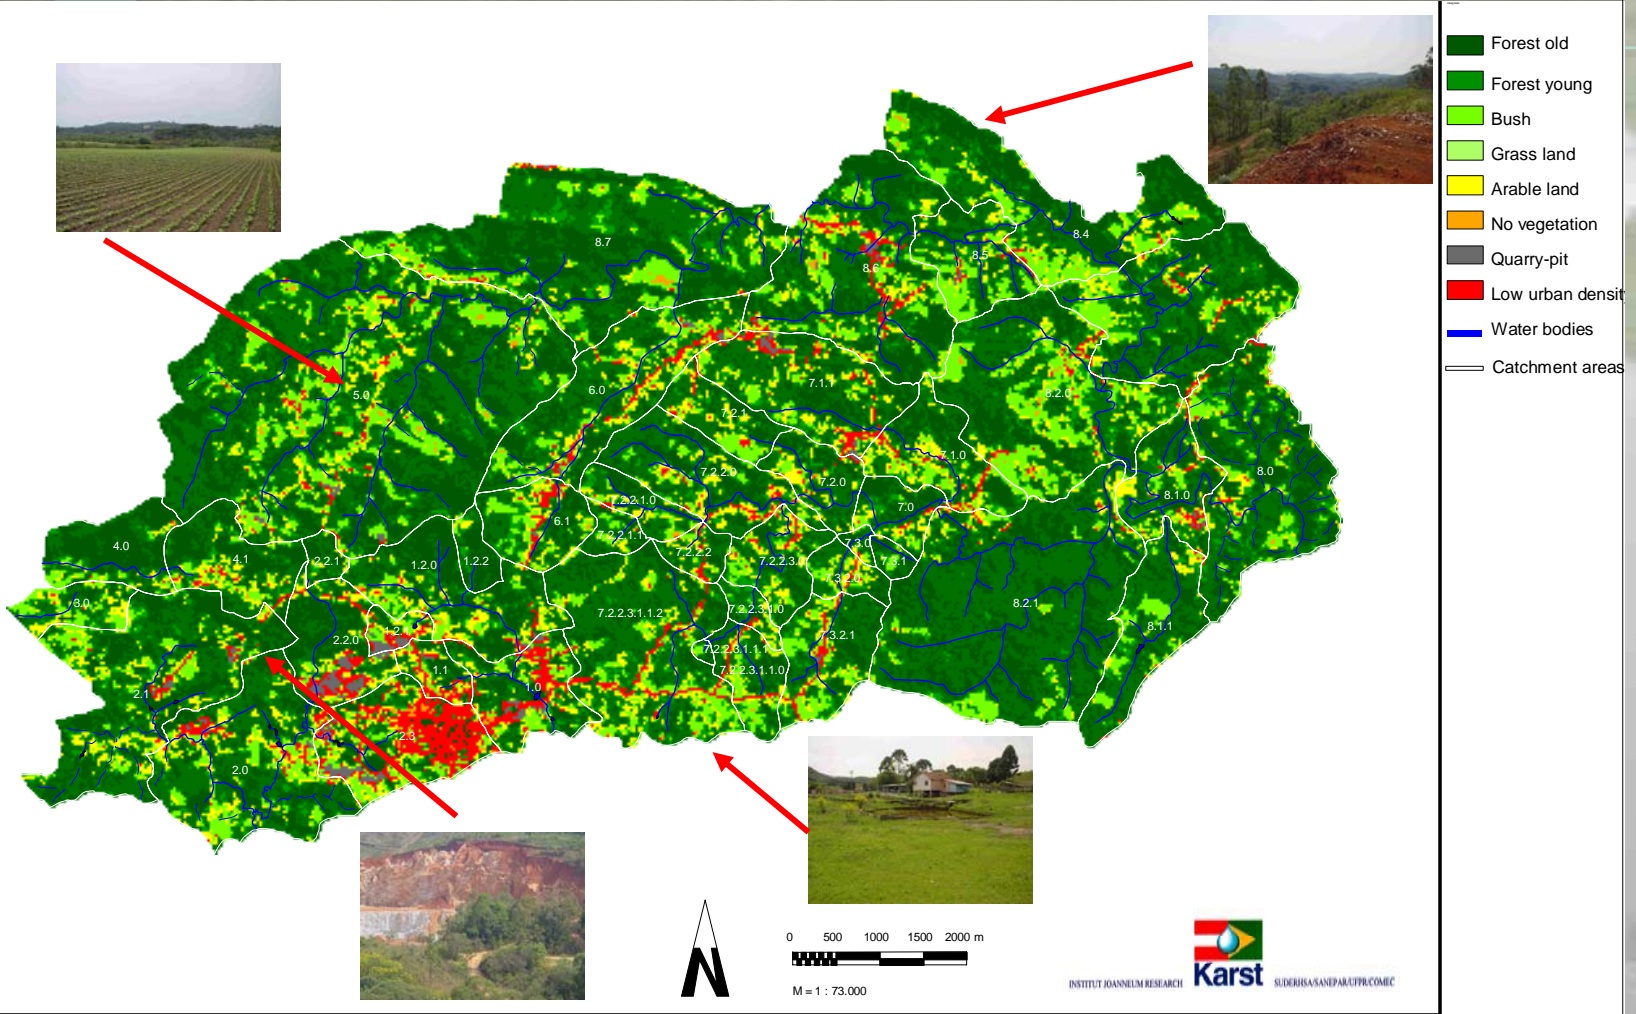 Forest old
Forest young
Bush
Grass land
Arable land
No vegetation
Quarry-pit
Low urban densit
Water bodies
Catchment areas
8.7
8.4
8.5
8.6
5.0
6.0
7.1.1
8.2.0
7.2.1
7.1.0
7.2.2.0
7.2.0
8.0
8.1.0
7.2.2.1.0
7.0
6.1
7.2.2.1.1
7.3.0
4.0
4.1
2.2.1
1.2.0
1.2.2
7.2.2.2
7.2.2.3
7.3.1
7.3.2.0
3.0
7.2.2.3.1.1.2
7.2.2.3.1.0
8.2.1
8.1.1
2.2.0
1.2
7.3.2.1
7.2.2.3.1.1.1
1.1
7.2.2.3.1.1.0
2.1
1.0
2.3
2.0
0 500 1000 1500 2000 m
M = 1 : 73.000
N
INSTITUT JOANNEUM RESEARCH
Karst
SUDERHSA/SANEPAR/UFPR/COMEC